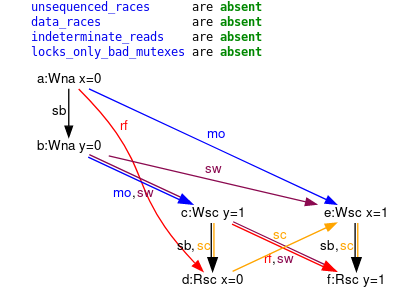 unsequenced_races are absent
data_races are absent
indeterminate_reads are absent
locks_only_bad_mutexes are absent
a:Wna x=0
sb
rf
mo
b:Wna y=0
sw
mo,sw
c:Wsc y=1
e:Wsc x=1
sc
sb,sc
rf,sw
sb,sc
d:Rsc x=0
f:Rsc y=1